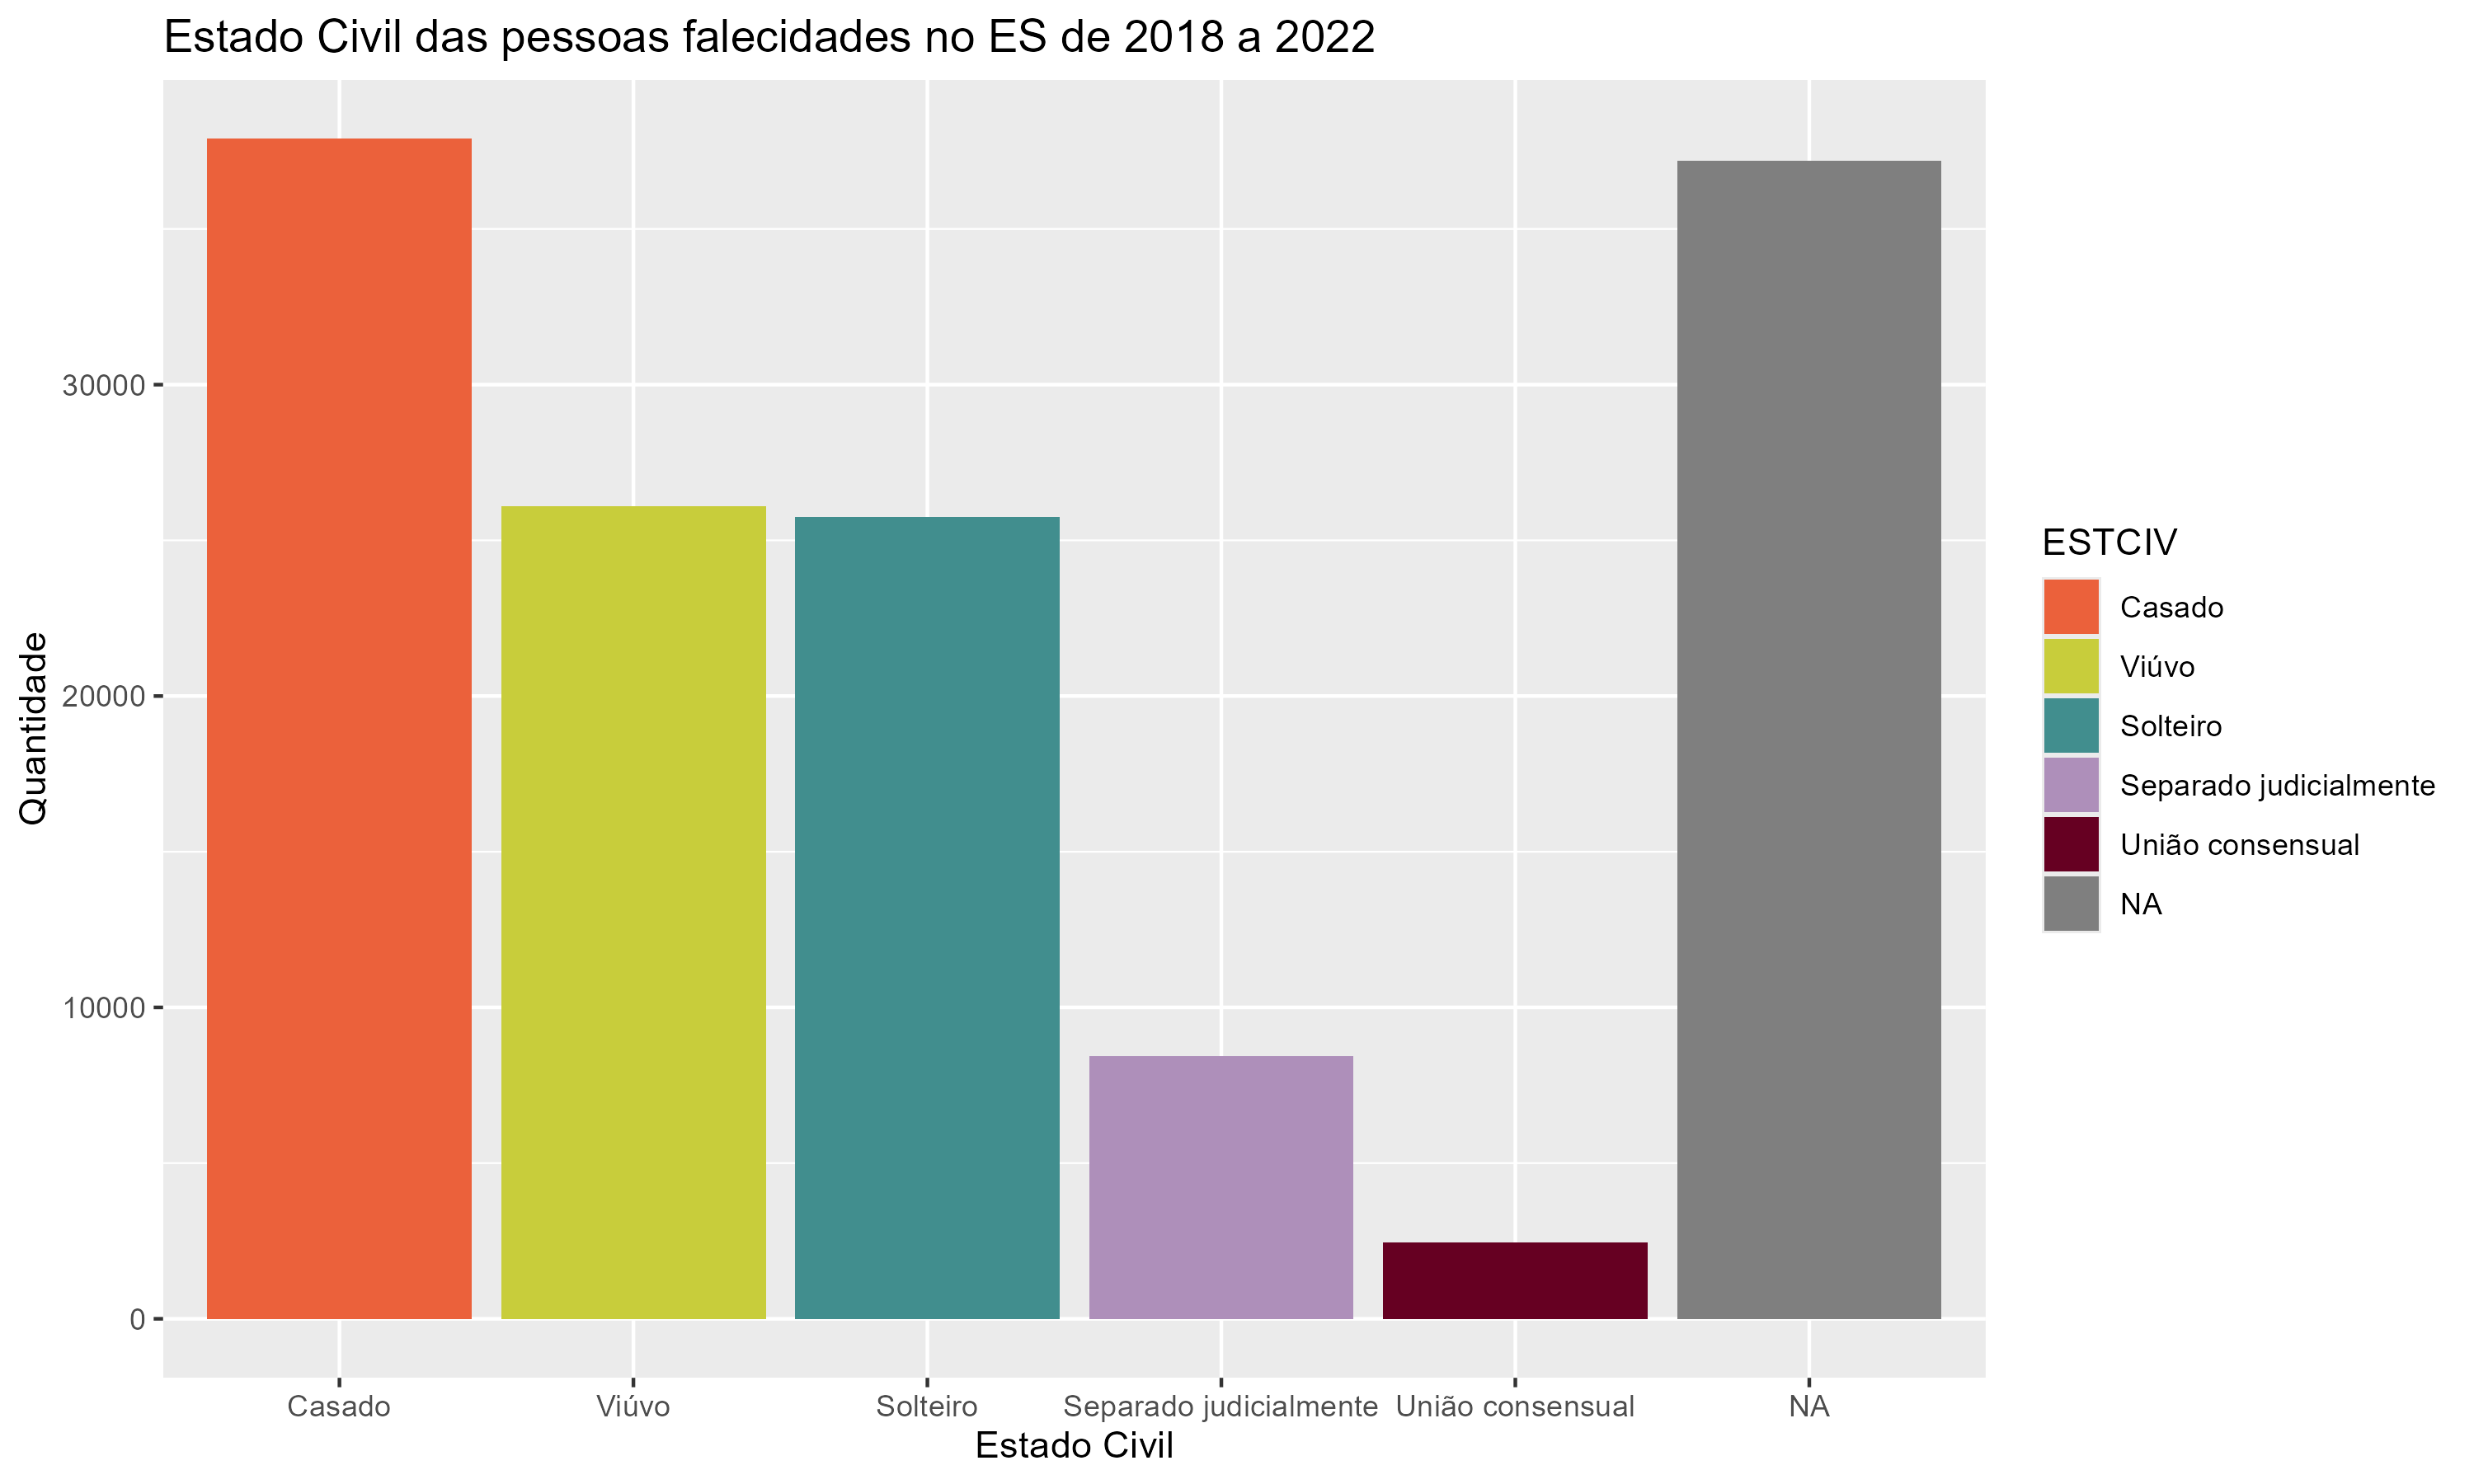 Estado Civil das pessoas falecidades no ES de 2018 a 2022
Quantidade
30000
20000
10000
0
Casado
Viúvo
Solteiro
Separado judicialmente
União consensual
NA
Estado Civil
ESTCIV
Casado
Viúvo
Solteiro
Separado judicialmente
União consensual
NA